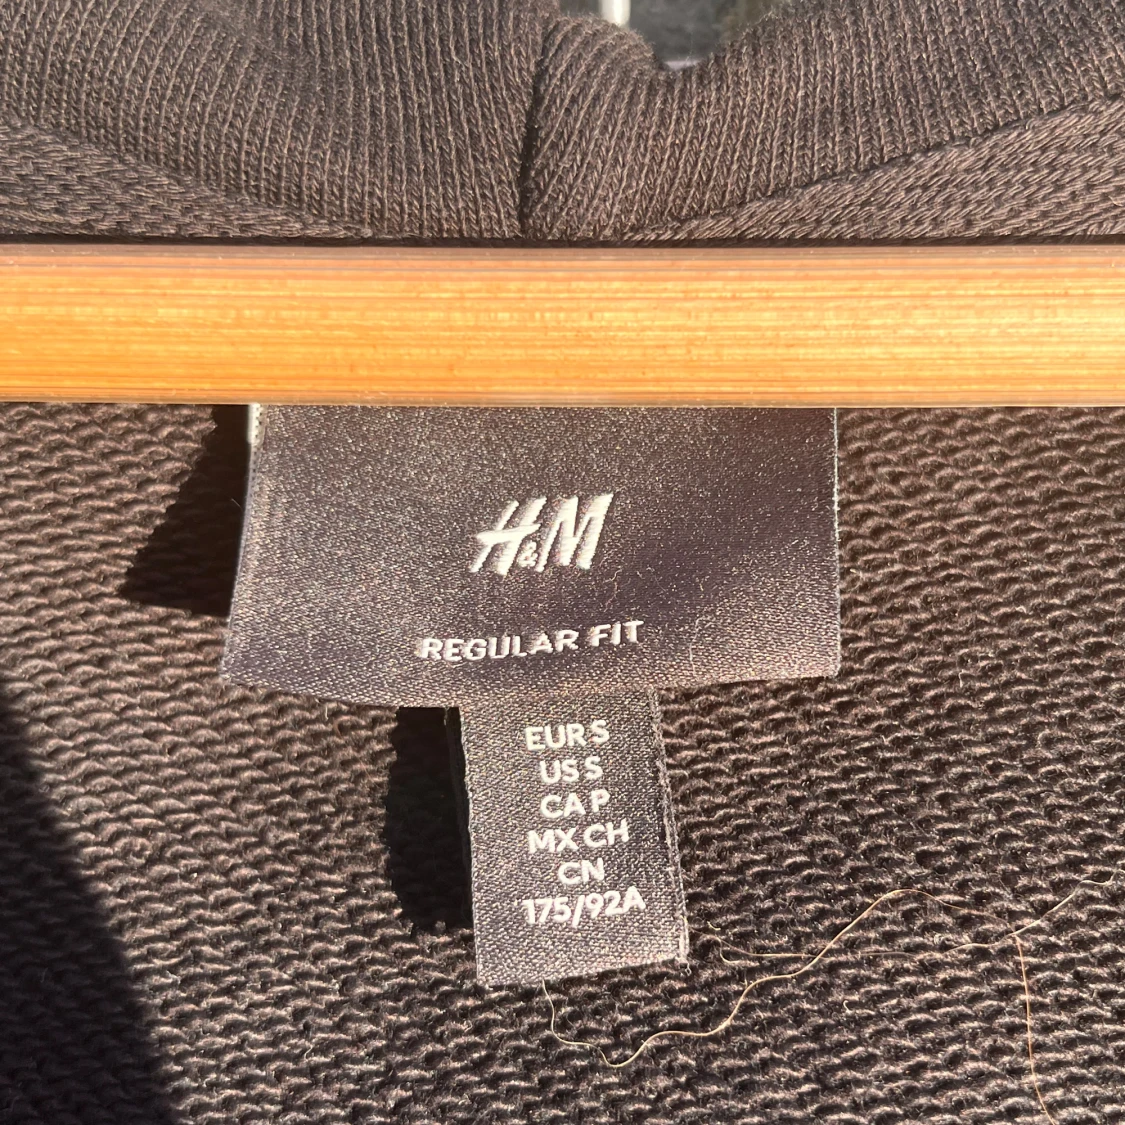 H&M
REGULAR FIT
EUR S
US S
CA P
MX CH
CN
175/92A